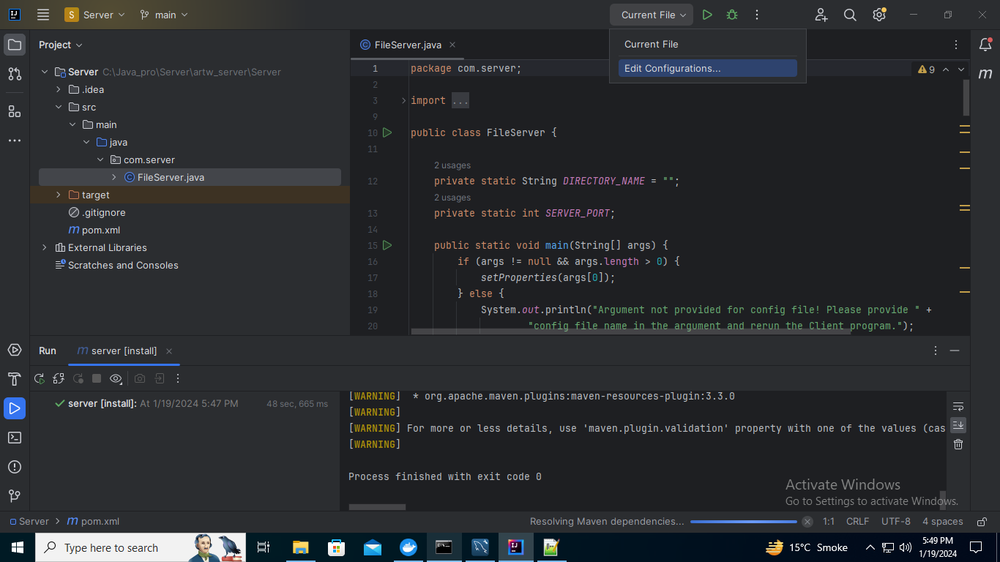 S Server main Current File
Project
FileServer.java
Current File
Edit Configurations...
Server C:\Java_pro\Server\artw_server\Server
.idea
src
main
java
com.server
FileServer.java
target
.gitignore
m pom.xml
External Libraries
Scratches and Consoles
1 package com.server;
9
2
3 import ...
9
10 public class FileServer {
11
2 usages
12 private static String DIRECTORY_NAME = "";
2 usages
13 private static int SERVER_PORT;
14
15 public static void main(String[] args) {
16 if (args != null && args.length > 0) {
17 setProperties(args[0]);
18 } else {
19 System.out.println("Argument not provided for config file! Please provide " +
20 "config file name in the argument and rerun the Client program.");
m
Run m server [install]
server [install]: At 1/19/2024 5:47 PM 48 sec, 665 ms
[WARNING] * org.apache.maven.plugins:maven-resources-plugin:3.3.0
[WARNING]
[WARNING] For more or less details, use 'maven.plugin.validation' property with one of the values (cas
[WARNING]
Process finished with exit code 0
Activate Windows
Go to Settings to activate Windows.
Server m pom.xml
Resolving Maven dependencies... 1:1 CRLF UTF-8 4 spaces
Type here to search
15°C Smoke
5:49 PM
1/19/2024